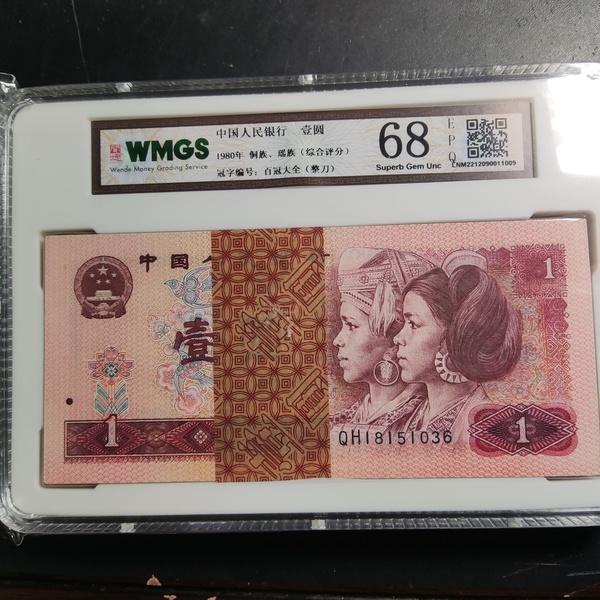 WMGS
Wende Money Grading Service
中国人民银行 壹圆
1980年 侗族、瑶族（综合评分）
冠字编号：百冠大全（整刀）
68
EPQ
Superb Gem Unc
LNM2212090011009
中国人
壹
1
1
QH18151036
1